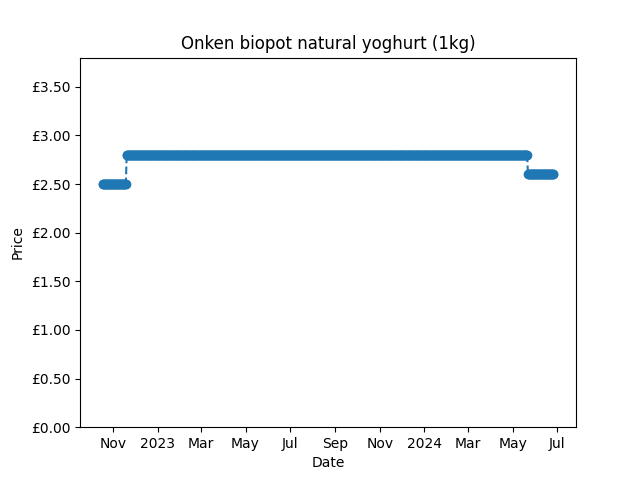 Onken biopot natural yoghurt (1kg)
£3.50
£3.00
£2.50
£2.00
£1.50
£1.00
£0.50
£0.00
Price
Nov 2023 Mar May Jul Sep Nov 2024 Mar May Jul
Date